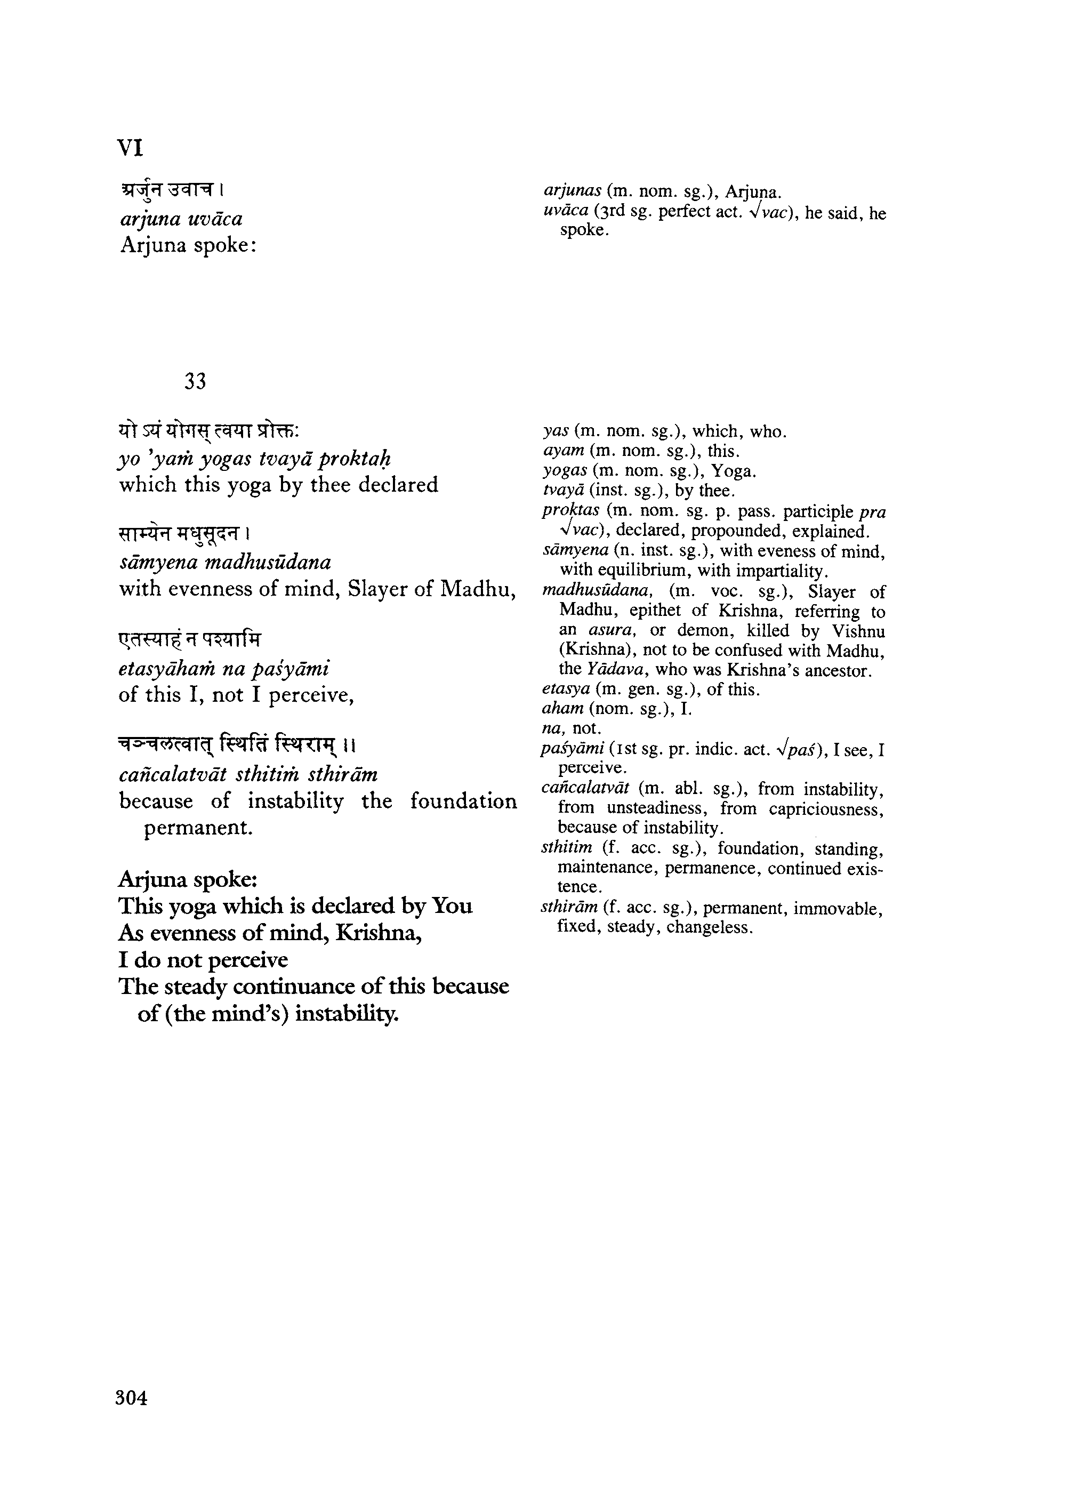 VI
अर्जुन उवाच ।
arjuna uvāca
Arjuna spoke:
33
यो ऽयं योगस् त्वया प्रोक्तः
yo 'yaṁ yogas tvayā proktaḥ
which this yoga by thee declared
साम्येन मधुसूदन ।
sāmyena madhusūdana
with evenness of mind, Slayer of Madhu,
एतस्याहं न पश्यामि
etasyāhaṁ na paśyāmi
of this I, not I perceive,
चञ्चलत्वात् स्थितिं स्थिराम् ।।
cañcalatvāt sthitiṁ sthirām
because of instability the foundation
permanent.
Arjuna spoke:
This yoga which is declared by You
As evenness of mind, Krishna,
I do not perceive
The steady continuance of this because
of (the mind's) instability.
arjunas (m. nom. sg.), Arjuna.
uvāca (3rd sg. perfect act. √vac), he said, he
spoke.
yas (m. nom. sg.), which, who.
ayam (m. nom. sg.), this.
yogas (m. nom. sg.), Yoga.
tvayā (inst. sg.), by thee.
proktas (m. nom. sg. p. pass. participle pra
√vac), declared, propounded, explained.
sāmyena (n. inst. sg.), with eveness of mind,
with equilibrium, with impartiality.
madhusūdana, (m. voc. sg.), Slayer of
Madhu, epithet of Krishna, referring to
an asura, or demon, killed by Vishnu
(Krishna), not to be confused with Madhu,
the Yādava, who was Krishna's ancestor.
etasya (m. gen. sg.), of this.
aham (nom. sg.), I.
na, not.
paśyāmi (1st sg. pr. indic. act. √paś), I see, I
perceive.
cañcalatvāt (m. abl. sg.), from instability,
from unsteadiness, from capriciousness,
because of instability.
sthitim (f. acc. sg.), foundation, standing,
maintenance, permanence, continued exis-
tence.
sthirām (f. acc. sg.), permanent, immovable,
fixed, steady, changeless.
304